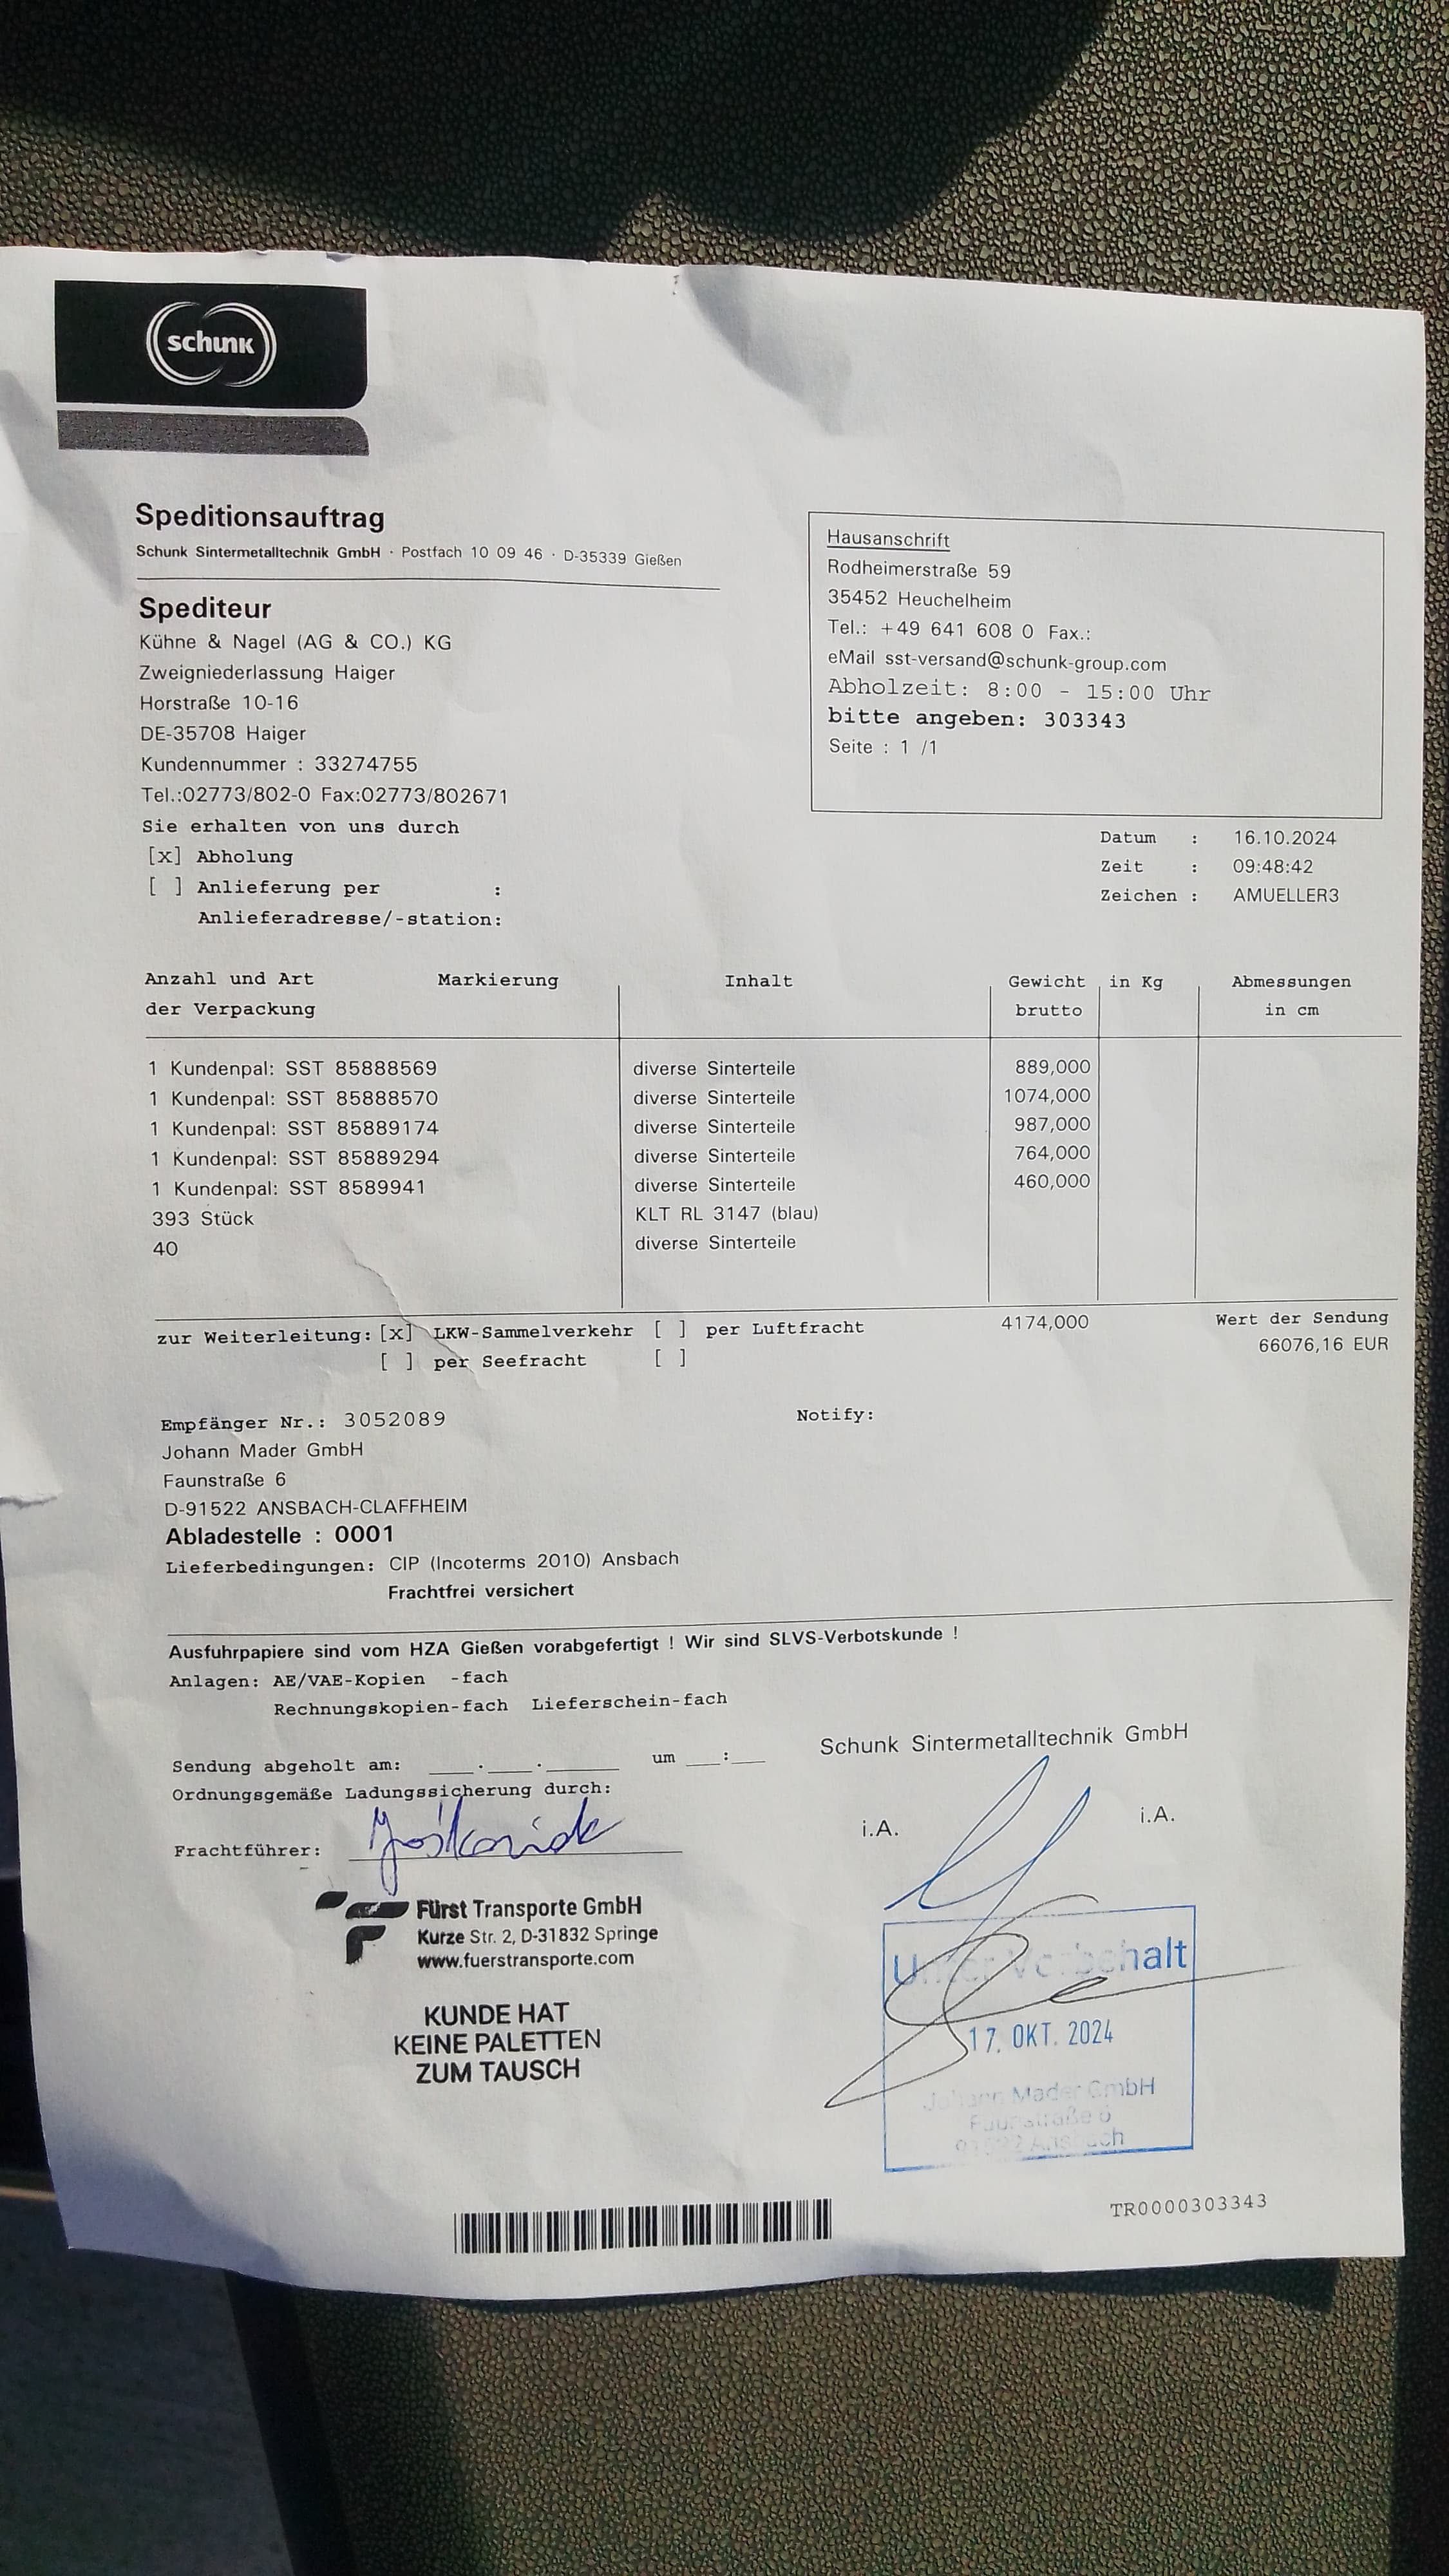 schunk
Speditionsauftrag
Schunk Sintermetalltechnik GmbH · Postfach 10 09 46 · D-35339 Gießen
Hausanschrift
Rodheimerstraße 59
35452 Heuchelheim
Tel.: +49 641 608 0 Fax.:
eMail sst-versand@schunk-group.com
Abholzeit: 8:00 - 15:00 Uhr
bitte angeben: 303343
Seite : 1 /1
Spediteur
Kühne & Nagel (AG & CO.) KG
Zweigniederlassung Haiger
Horstraße 10-16
DE-35708 Haiger
Kundennummer : 33274755
Tel.:02773/802-0 Fax:02773/802671
Sie erhalten von uns durch
[x] Abholung
[ ] Anlieferung per :
Anlieferadresse/-station:
Datum : 16.10.2024
Zeit : 09:48:42
Zeichen : AMUELLER3
Anzahl und Art Markierung Inhalt Gewicht in Kg Abmessungen
der Verpackung brutto in cm
1 Kundenpal: SST 85888569 diverse Sinterteile 889,000
1 Kundenpal: SST 85888570 diverse Sinterteile 1074,000
1 Kundenpal: SST 85889174 diverse Sinterteile 987,000
1 Kundenpal: SST 85889294 diverse Sinterteile 764,000
1 Kundenpal: SST 8589941 diverse Sinterteile 460,000
393 Stück KLT RL 3147 (blau)
40 diverse Sinterteile
zur Weiterleitung: [x] LKW-Sammelverkehr [ ] per Luftfracht 4174,000 Wert der Sendung
[ ] per Seefracht [ ] 66076,16 EUR
Empfänger Nr.: 3052089 Notify:
Johann Mader GmbH
Faunstraße 6
D-91522 ANSBACH-CLAFFHEIM
Abladestelle : 0001
Lieferbedingungen: CIP (Incoterms 2010) Ansbach
Frachtfrei versichert
Ausfuhrpapiere sind vom HZA Gießen vorabgefertigt ! Wir sind SLVS-Verbotskunde !
Anlagen: AE/VAE-Kopien -fach
Rechnungskopien-fach Lieferschein-fach
Schunk Sintermetalltechnik GmbH
Sendung abgeholt am: ___.___.______ um ___:___
Ordnungsgemäße Ladungssicherung durch:
i.A. i.A.
Frachtführer:
Fürst Transporte GmbH
Kurze Str. 2, D-31832 Springe
www.fuerstransporte.com
KUNDE HAT
KEINE PALETTEN
ZUM TAUSCH
Unter Vorbehalt
17. OKT. 2024
Johann Mader GmbH
Faunstraße 6
91522 Ansbach
TR0000303343